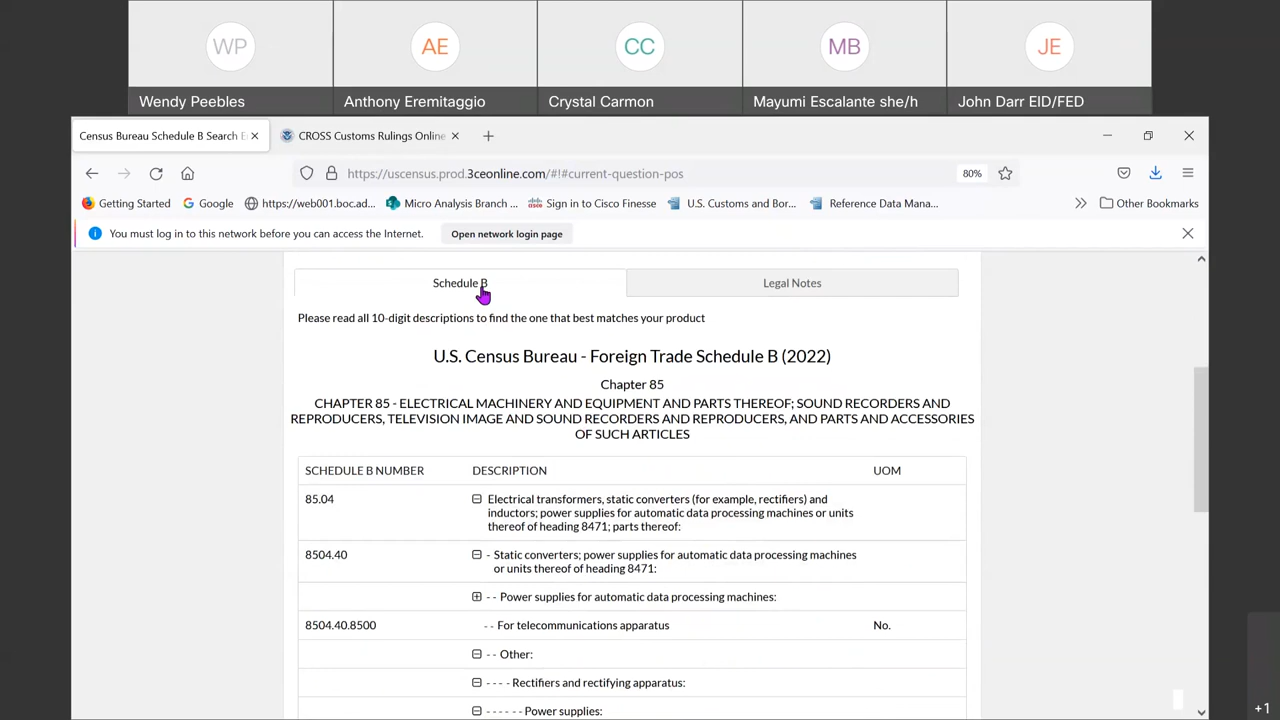 WP
AE
CC
MB
JE
Wendy Peebles
Anthony Eremitaggio
Crystal Carmon
Mayumi Escalante she/h
John Darr EID/FED
Census Bureau Schedule B Search E
CROSS Customs Rulings Online
https://uscensus.prod.3ceonline.com/#!#current-question-pos
80%
Getting Started
Google
https://web001.boc.ad...
Micro Analysis Branch ...
Sign in to Cisco Finesse
U.S. Customs and Bor...
Reference Data Mana...
Other Bookmarks
You must log in to this network before you can access the Internet.
Open network login page
Schedule B
Legal Notes
Please read all 10-digit descriptions to find the one that best matches your product
U.S. Census Bureau - Foreign Trade Schedule B (2022)
Chapter 85
CHAPTER 85 - ELECTRICAL MACHINERY AND EQUIPMENT AND PARTS THEREOF; SOUND RECORDERS AND
REPRODUCERS, TELEVISION IMAGE AND SOUND RECORDERS AND REPRODUCERS, AND PARTS AND ACCESSORIES
OF SUCH ARTICLES
SCHEDULE B NUMBER DESCRIPTION UOM
85.04 Electrical transformers, static converters (for example, rectifiers) and
inductors; power supplies for automatic data processing machines or units
thereof of heading 8471; parts thereof:
8504.40 - Static converters; power supplies for automatic data processing machines
or units thereof of heading 8471:
- - Power supplies for automatic data processing machines:
8504.40.8500 - - For telecommunications apparatus No.
- - Other:
- - - - Rectifiers and rectifying apparatus:
- - - - - - Power supplies:
+1